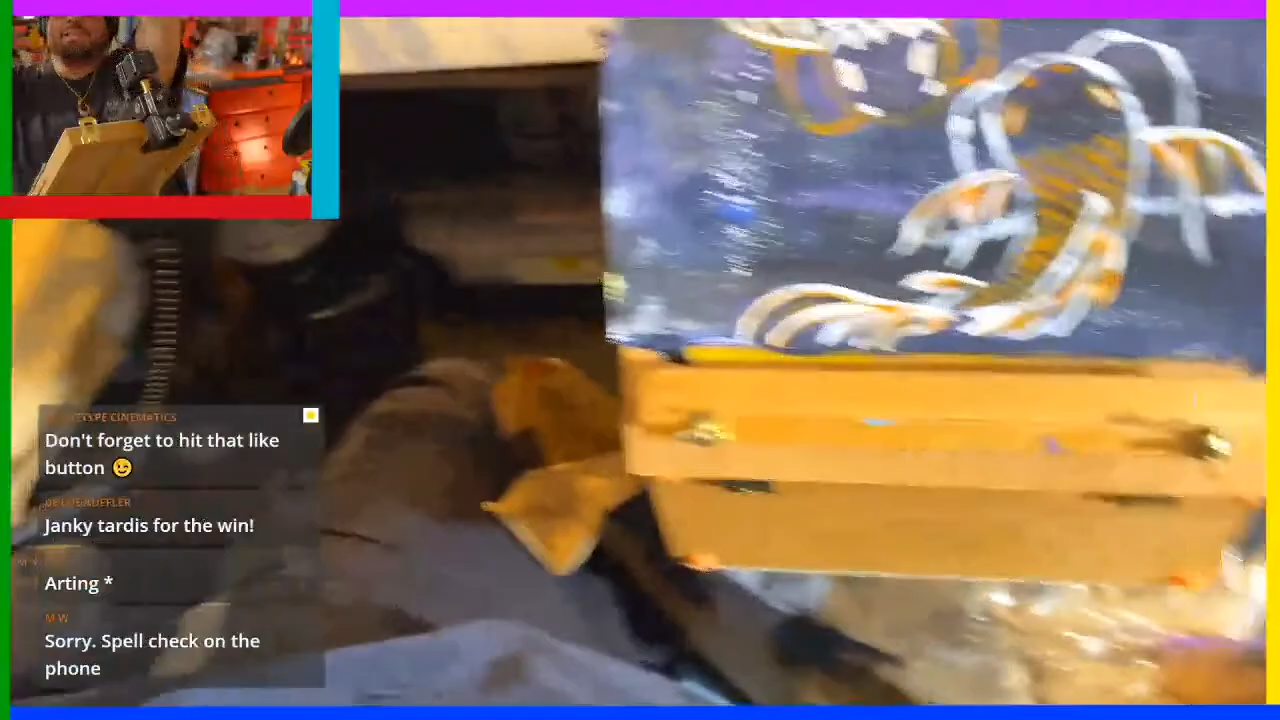 CINEMATICS
Don't forget to hit that like
button 😉
Janky tardis for the win!
Arting *
M W
Sorry. Spell check on the
phone